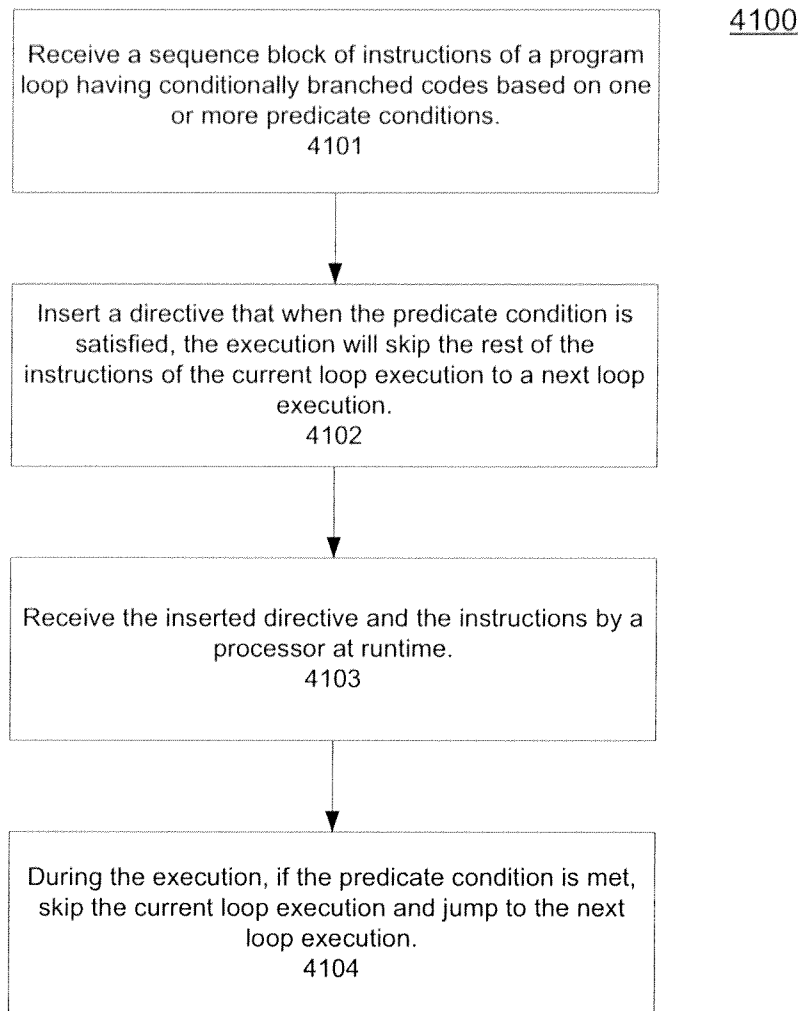 4100
Receive a sequence block of instructions of a program
loop having conditionally branched codes based on one
or more predicate conditions.
4101
Insert a directive that when the predicate condition is
satisfied, the execution will skip the rest of the
instructions of the current loop execution to a next loop
execution.
4102
Receive the inserted directive and the instructions by a
processor at runtime.
4103
During the execution, if the predicate condition is met,
skip the current loop execution and jump to the next
loop execution.
4104